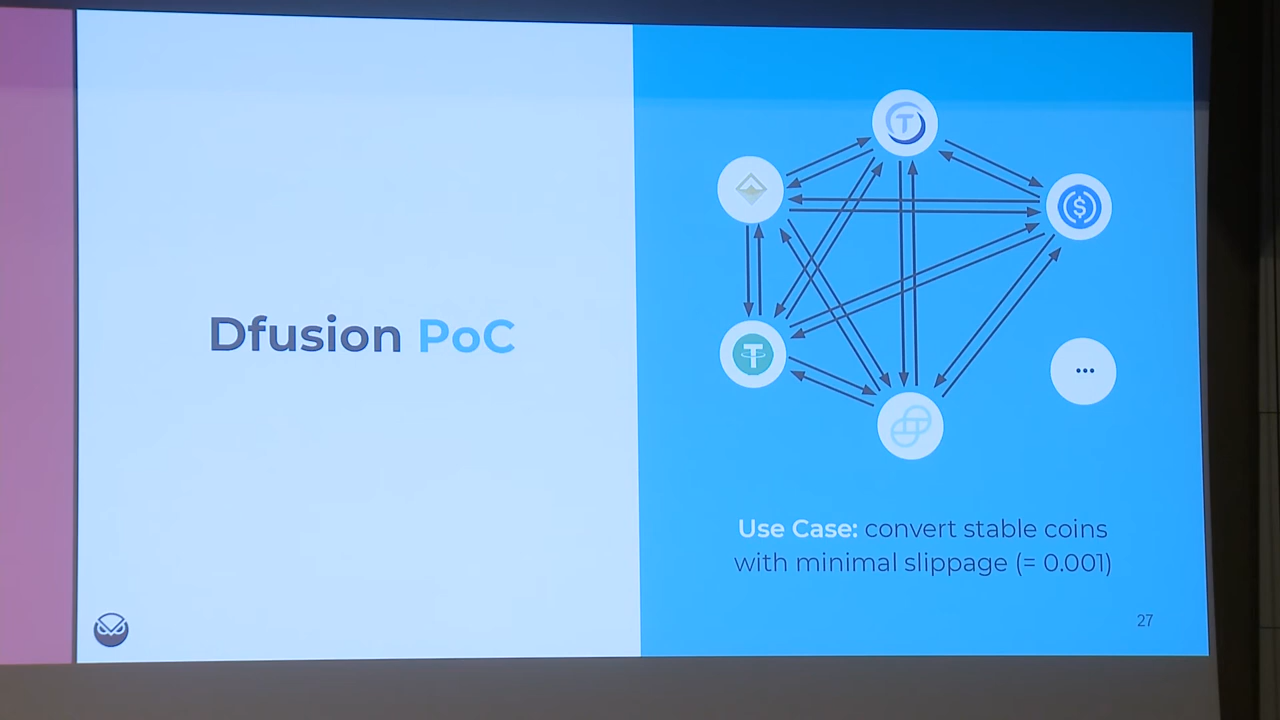 Dfusion PoC
T
$
T
...
Use Case: convert stable coins
with minimal slippage (= 0.001)
27